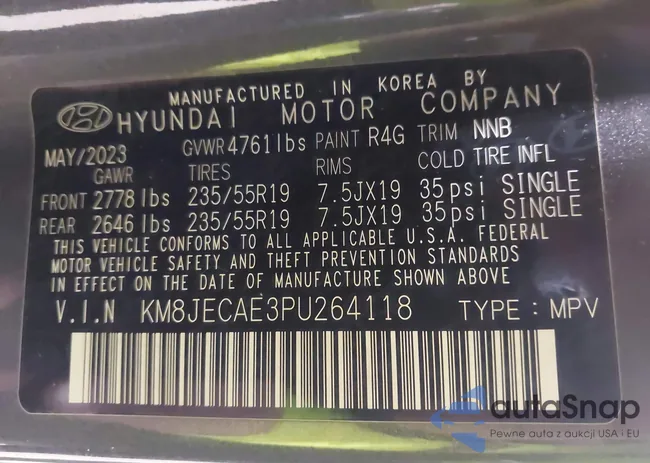 MANUFACTURED IN KOREA BY
HYUNDAI MOTOR COMPANY
MAY/2023 GVWR 4761lbs PAINT R4G TRIM NNB
GAWR TIRES RIMS COLD TIRE INFL
FRONT 2778 lbs 235/55R19 7.5JX19 35psi SINGLE
REAR 2646 lbs 235/55R19 7.5JX19 35psi SINGLE
THIS VEHICLE CONFORMS TO ALL APPLICABLE U.S.A. FEDERAL
MOTOR VEHICLE SAFETY AND THEFT PREVENTION STANDARDS
IN EFFECT ON THE DATE OF MANUFACTURE SHOWN ABOVE
V.I.N KM8JECAE3PU264118 TYPE: MPV
autaSnap
Pewne auta z aukcji USA i EU